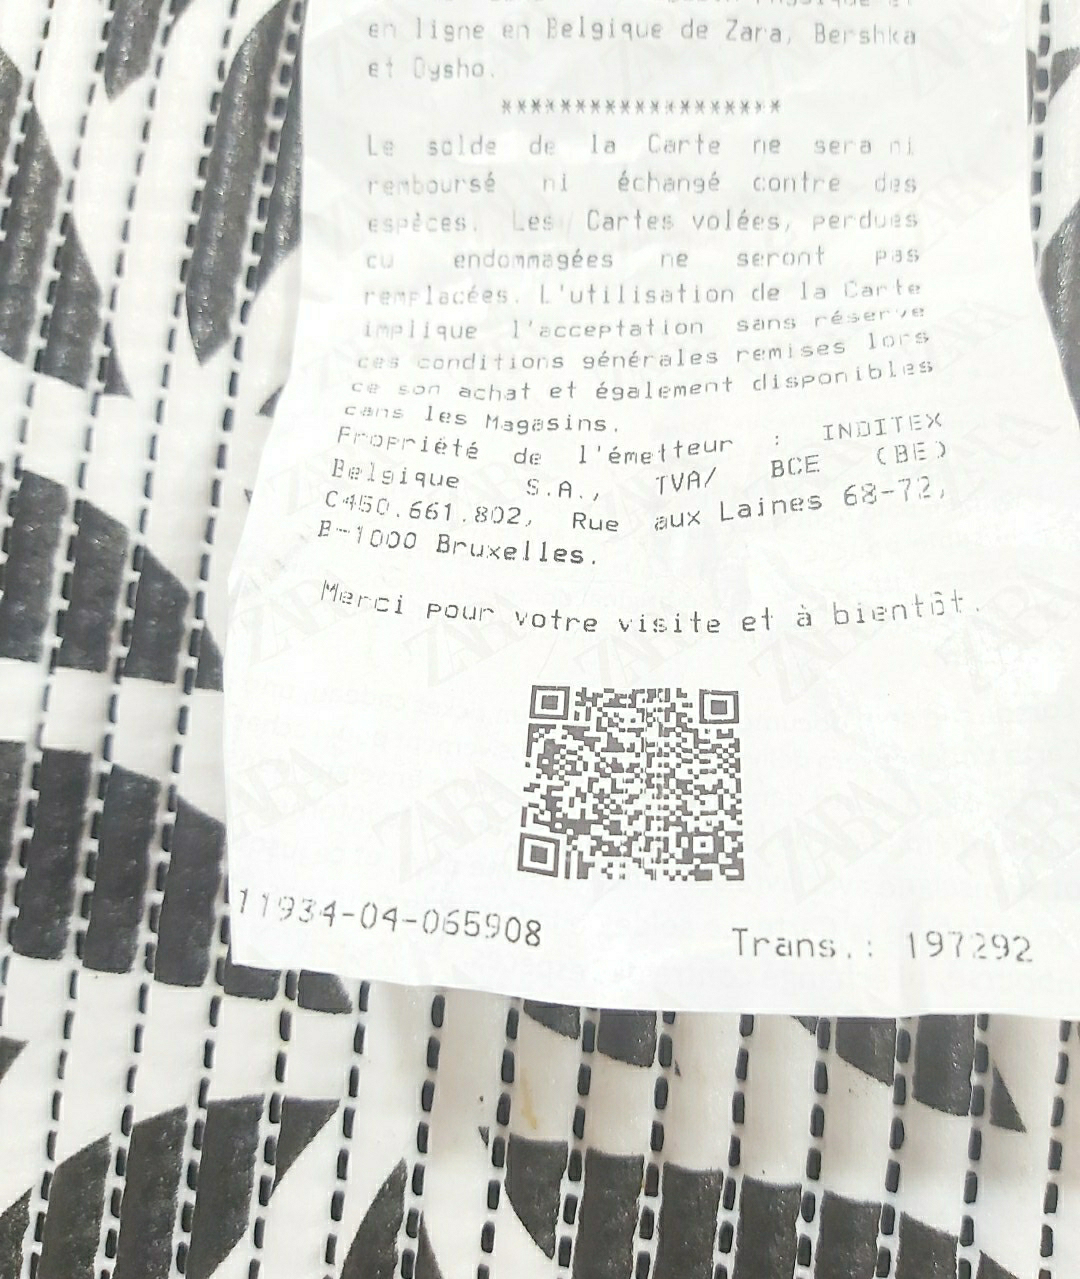 en ligne en Belgique de Zara, Bershka
et Oysho.
*******************
Le solde de la Carte ne sera ni
remboursé ni échangé contre des
espèces. Les Cartes volées, perdues
ou endommagées ne seront pas
remplacées. L'utilisation de la Carte
implique l'acceptation sans réserve
des conditions générales remises lors
de son achat et également disponibles
dans les Magasins.
Propriété de l'émetteur : INDITEX
Belgique S.A., TVA/ BCE (BE)
0450.661.802, Rue aux Laines 68-72,
B-1000 Bruxelles.
Merci pour votre visite et à bientôt.
11934-04-065908
Trans.: 197292